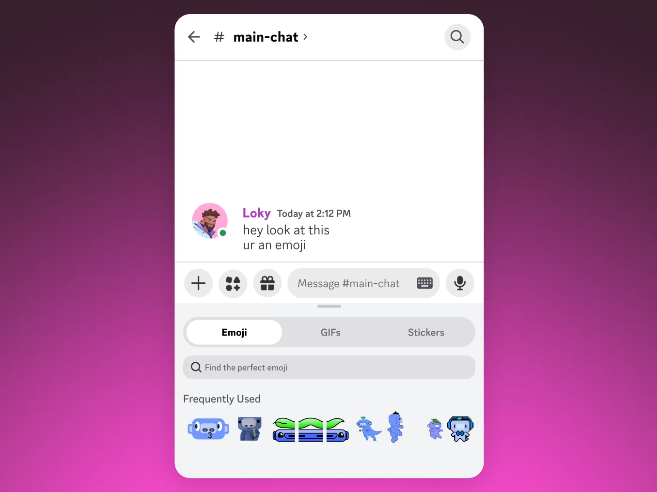 # main-chat ›
Loky Today at 2:12 PM
hey look at this
ur an emoji
Message #main-chat
Emoji GIFs Stickers
Find the perfect emoji
Frequently Used